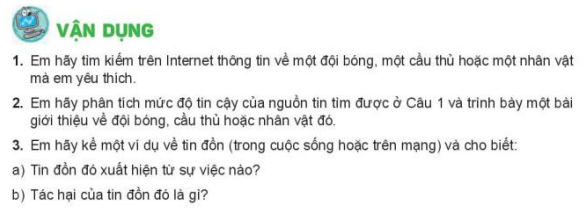 VẬN DỤNG
1. Em hãy tìm kiếm trên Internet thông tin về một đội bóng, một cầu thủ hoặc một nhân vật
mà em yêu thích.
2. Em hãy phân tích mức độ tin cậy của nguồn tin tìm được ở Câu 1 và trình bày một bài
giới thiệu về đội bóng, cầu thủ hoặc nhân vật đó.
3. Em hãy kể một ví dụ về tin đồn (trong cuộc sống hoặc trên mạng) và cho biết:
a) Tin đồn đó xuất hiện từ sự việc nào?
b) Tác hại của tin đồn đó là gì?